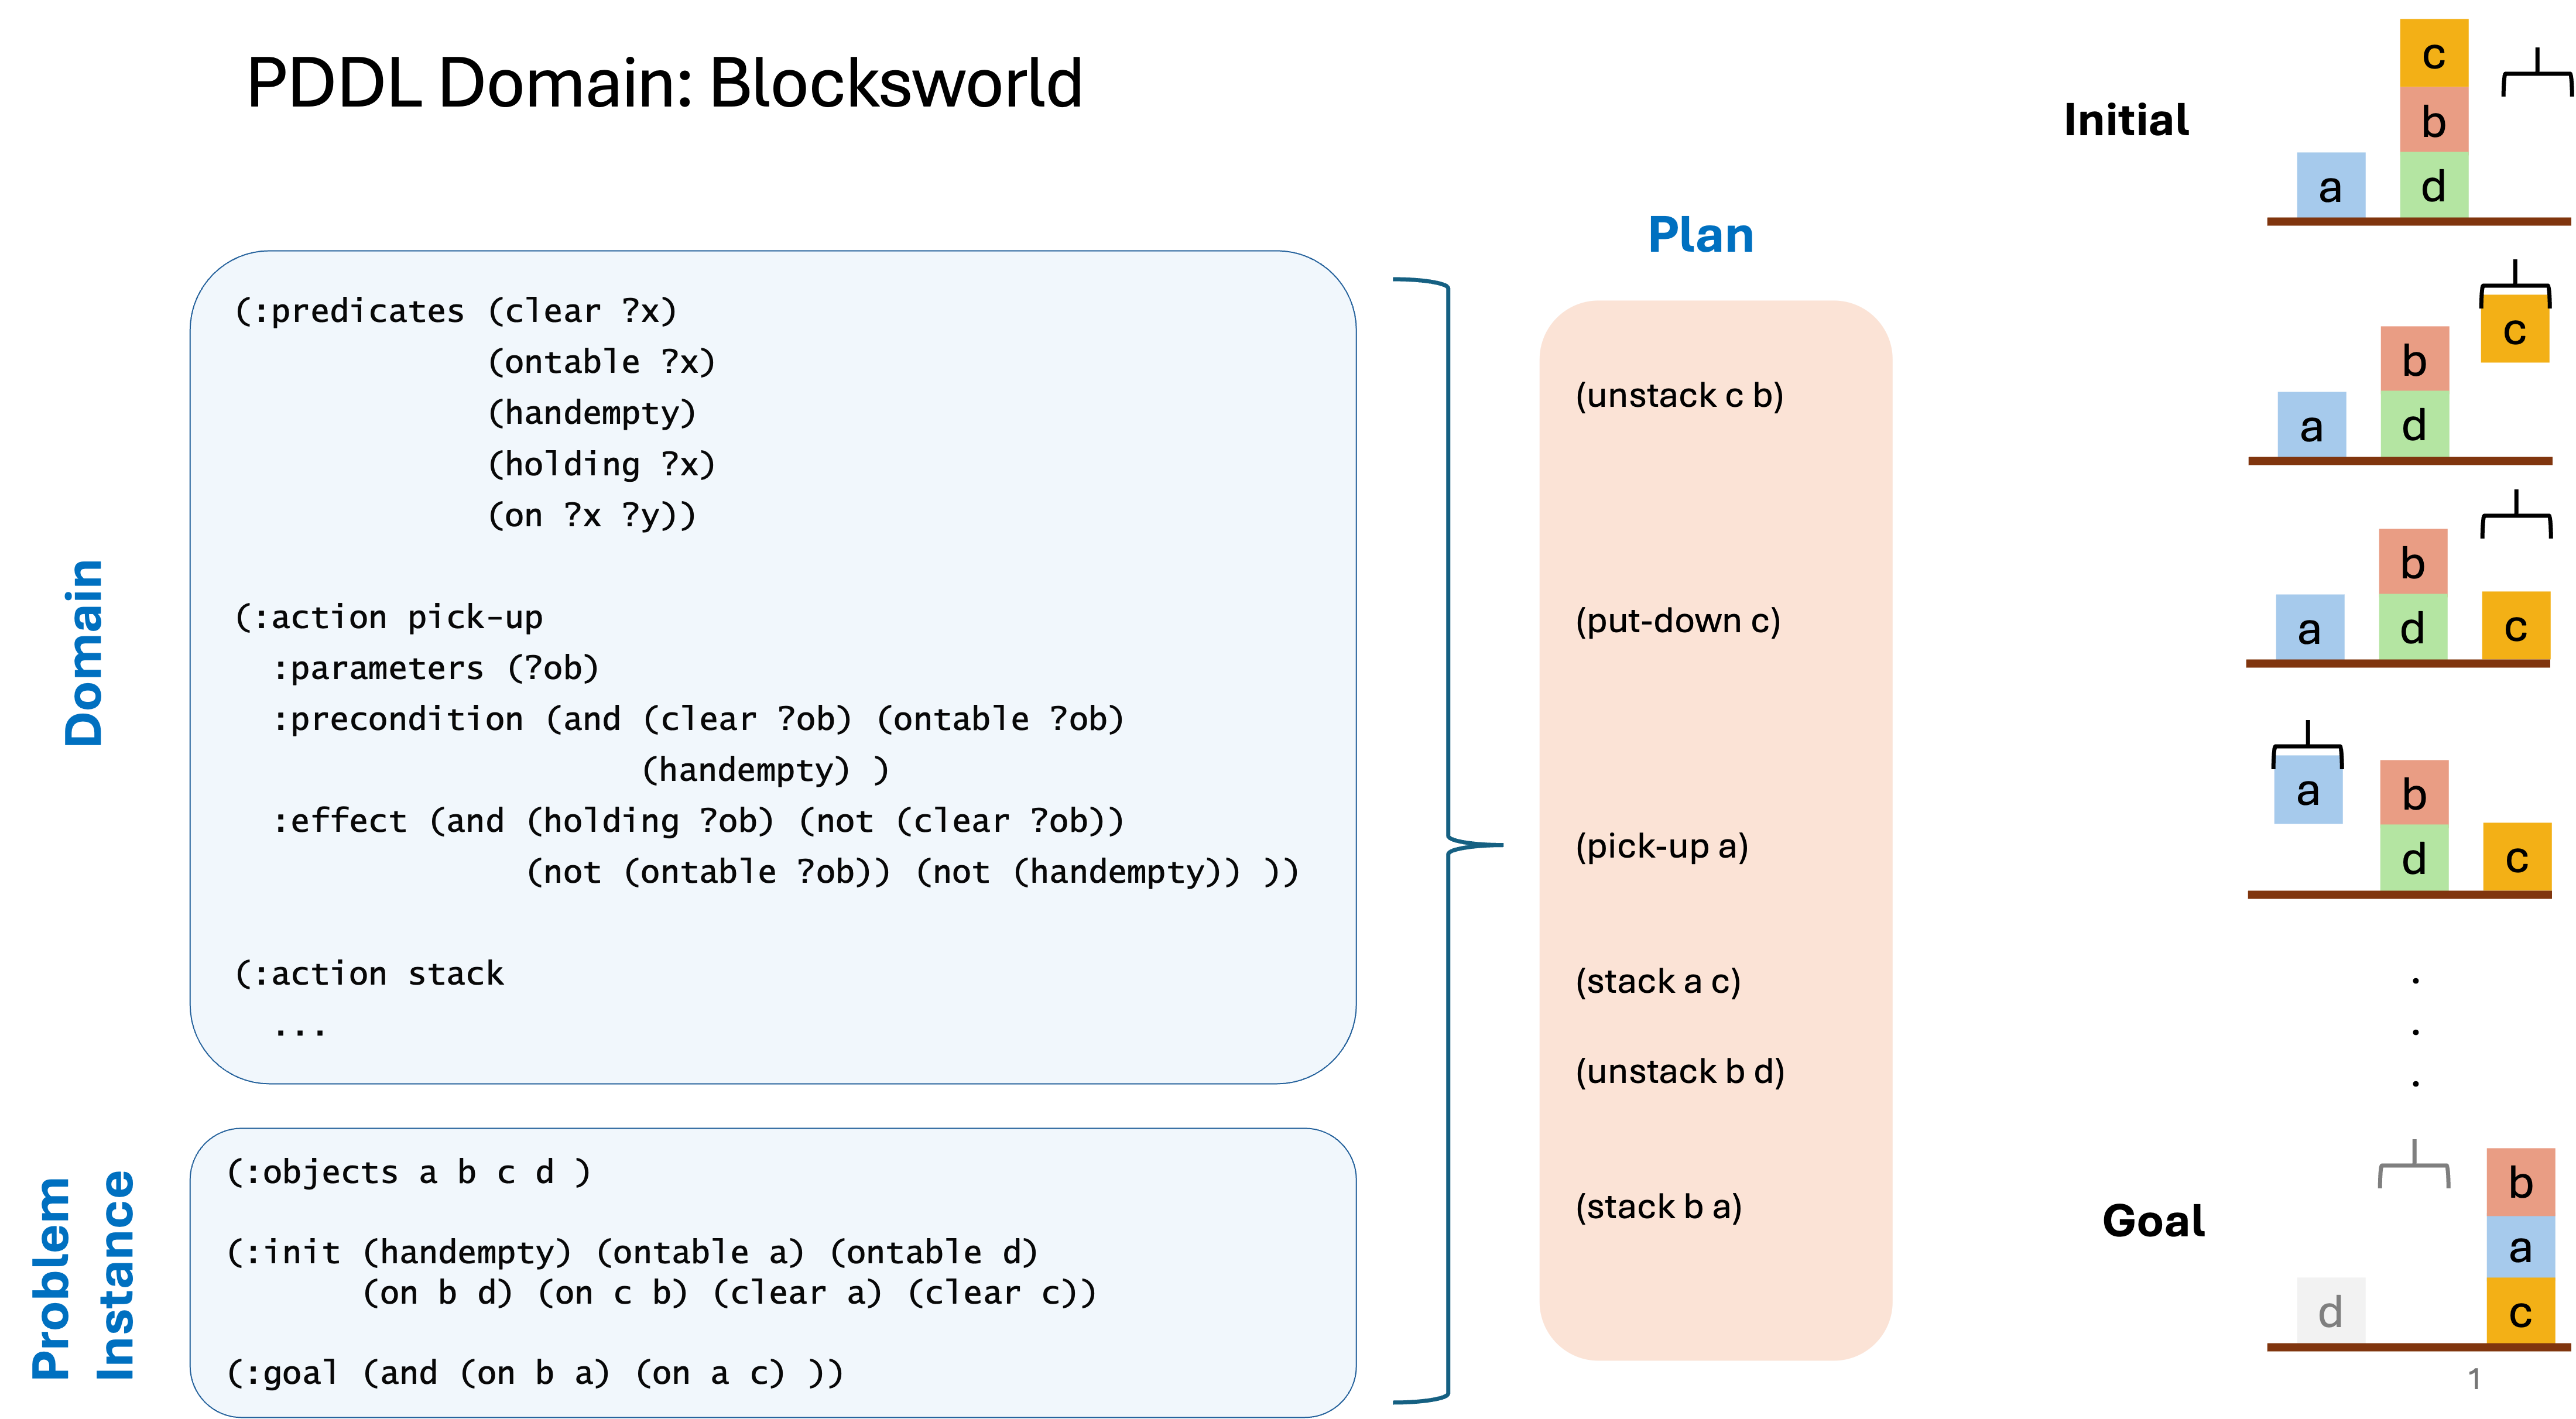 PDDL Domain: Blocksworld
Domain
(:predicates (clear ?x)
(ontable ?x)
(handempty)
(holding ?x)
(on ?x ?y))
(:action pick-up
:parameters (?ob)
:precondition (and (clear ?ob) (ontable ?ob)
(handempty) )
:effect (and (holding ?ob) (not (clear ?ob))
(not (ontable ?ob)) (not (handempty)) ))
(:action stack
...
Problem
Instance
(:objects a b c d )
(:init (handempty) (ontable a) (ontable d)
(on b d) (on c b) (clear a) (clear c))
(:goal (and (on b a) (on a c) ))
Plan
(unstack c b)
(put-down c)
(pick-up a)
(stack a c)
(unstack b d)
(stack b a)
Initial
c
b
a d
c
b
a d
b
a d c
a b
d c
.
.
.
Goal
b
a
d c
1